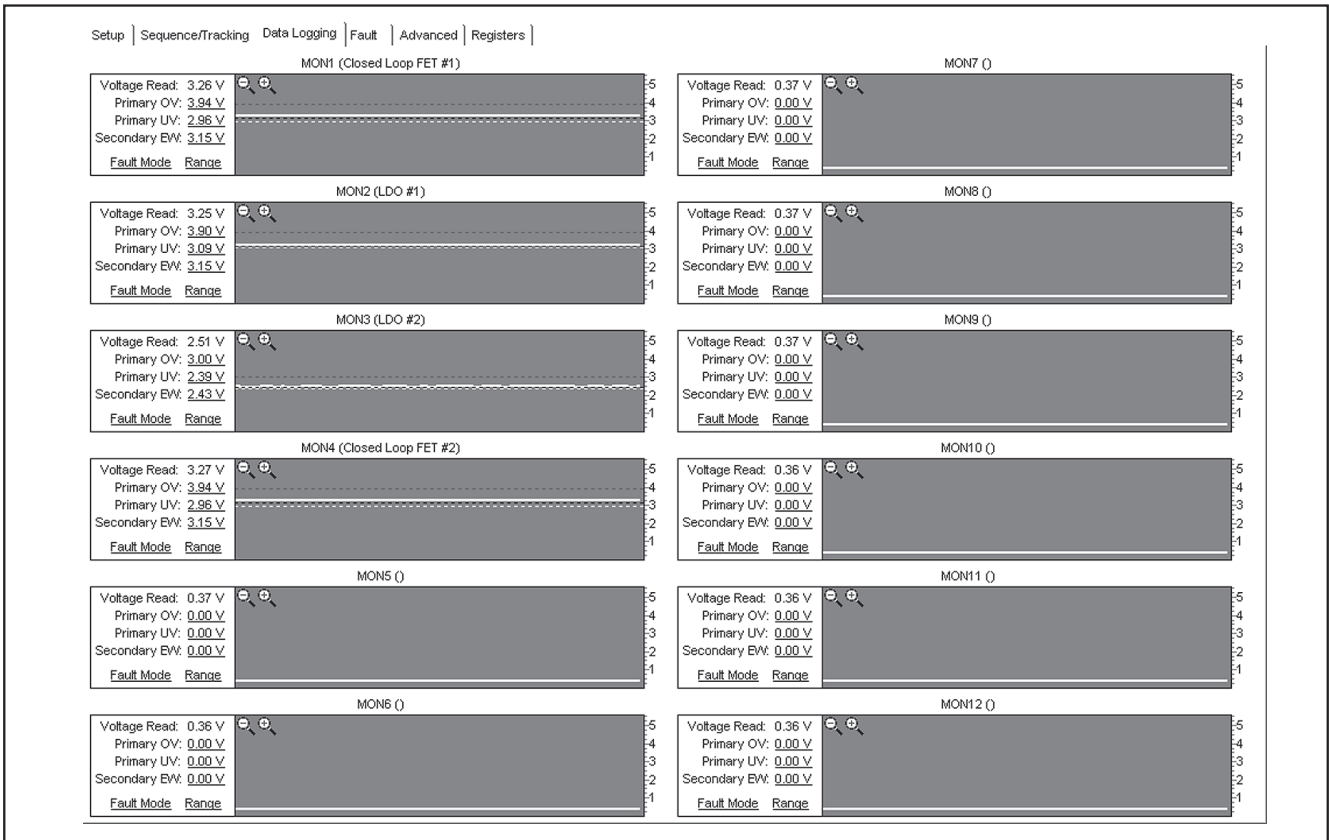 Setup Sequence/Tracking Data Logging Fault Advanced Registers
MON1 (Closed Loop FET #1)
Voltage Read: 3.26 V
Primary OV: 3.94 V
Primary UV: 2.96 V
Secondary EW: 3.15 V
Fault Mode Range
5
4
3
2
1
MON2 (LDO #1)
Voltage Read: 3.25 V
Primary OV: 3.90 V
Primary UV: 3.09 V
Secondary EW: 3.15 V
Fault Mode Range
5
4
3
2
1
MON3 (LDO #2)
Voltage Read: 2.51 V
Primary OV: 3.00 V
Primary UV: 2.39 V
Secondary EW: 2.43 V
Fault Mode Range
5
4
3
2
1
MON4 (Closed Loop FET #2)
Voltage Read: 3.27 V
Primary OV: 3.94 V
Primary UV: 2.96 V
Secondary EW: 3.15 V
Fault Mode Range
5
4
3
2
1
MON5 ()
Voltage Read: 0.37 V
Primary OV: 0.00 V
Primary UV: 0.00 V
Secondary EW: 0.00 V
Fault Mode Range
5
4
3
2
1
MON6 ()
Voltage Read: 0.36 V
Primary OV: 0.00 V
Primary UV: 0.00 V
Secondary EW: 0.00 V
Fault Mode Range
5
4
3
2
1
MON7 ()
Voltage Read: 0.37 V
Primary OV: 0.00 V
Primary UV: 0.00 V
Secondary EW: 0.00 V
Fault Mode Range
5
4
3
2
1
MON8 ()
Voltage Read: 0.37 V
Primary OV: 0.00 V
Primary UV: 0.00 V
Secondary EW: 0.00 V
Fault Mode Range
5
4
3
2
1
MON9 ()
Voltage Read: 0.37 V
Primary OV: 0.00 V
Primary UV: 0.00 V
Secondary EW: 0.00 V
Fault Mode Range
5
4
3
2
1
MON10 ()
Voltage Read: 0.36 V
Primary OV: 0.00 V
Primary UV: 0.00 V
Secondary EW: 0.00 V
Fault Mode Range
5
4
3
2
1
MON11 ()
Voltage Read: 0.36 V
Primary OV: 0.00 V
Primary UV: 0.00 V
Secondary EW: 0.00 V
Fault Mode Range
5
4
3
2
1
MON12 ()
Voltage Read: 0.36 V
Primary OV: 0.00 V
Primary UV: 0.00 V
Secondary EW: 0.00 V
Fault Mode Range
5
4
3
2
1